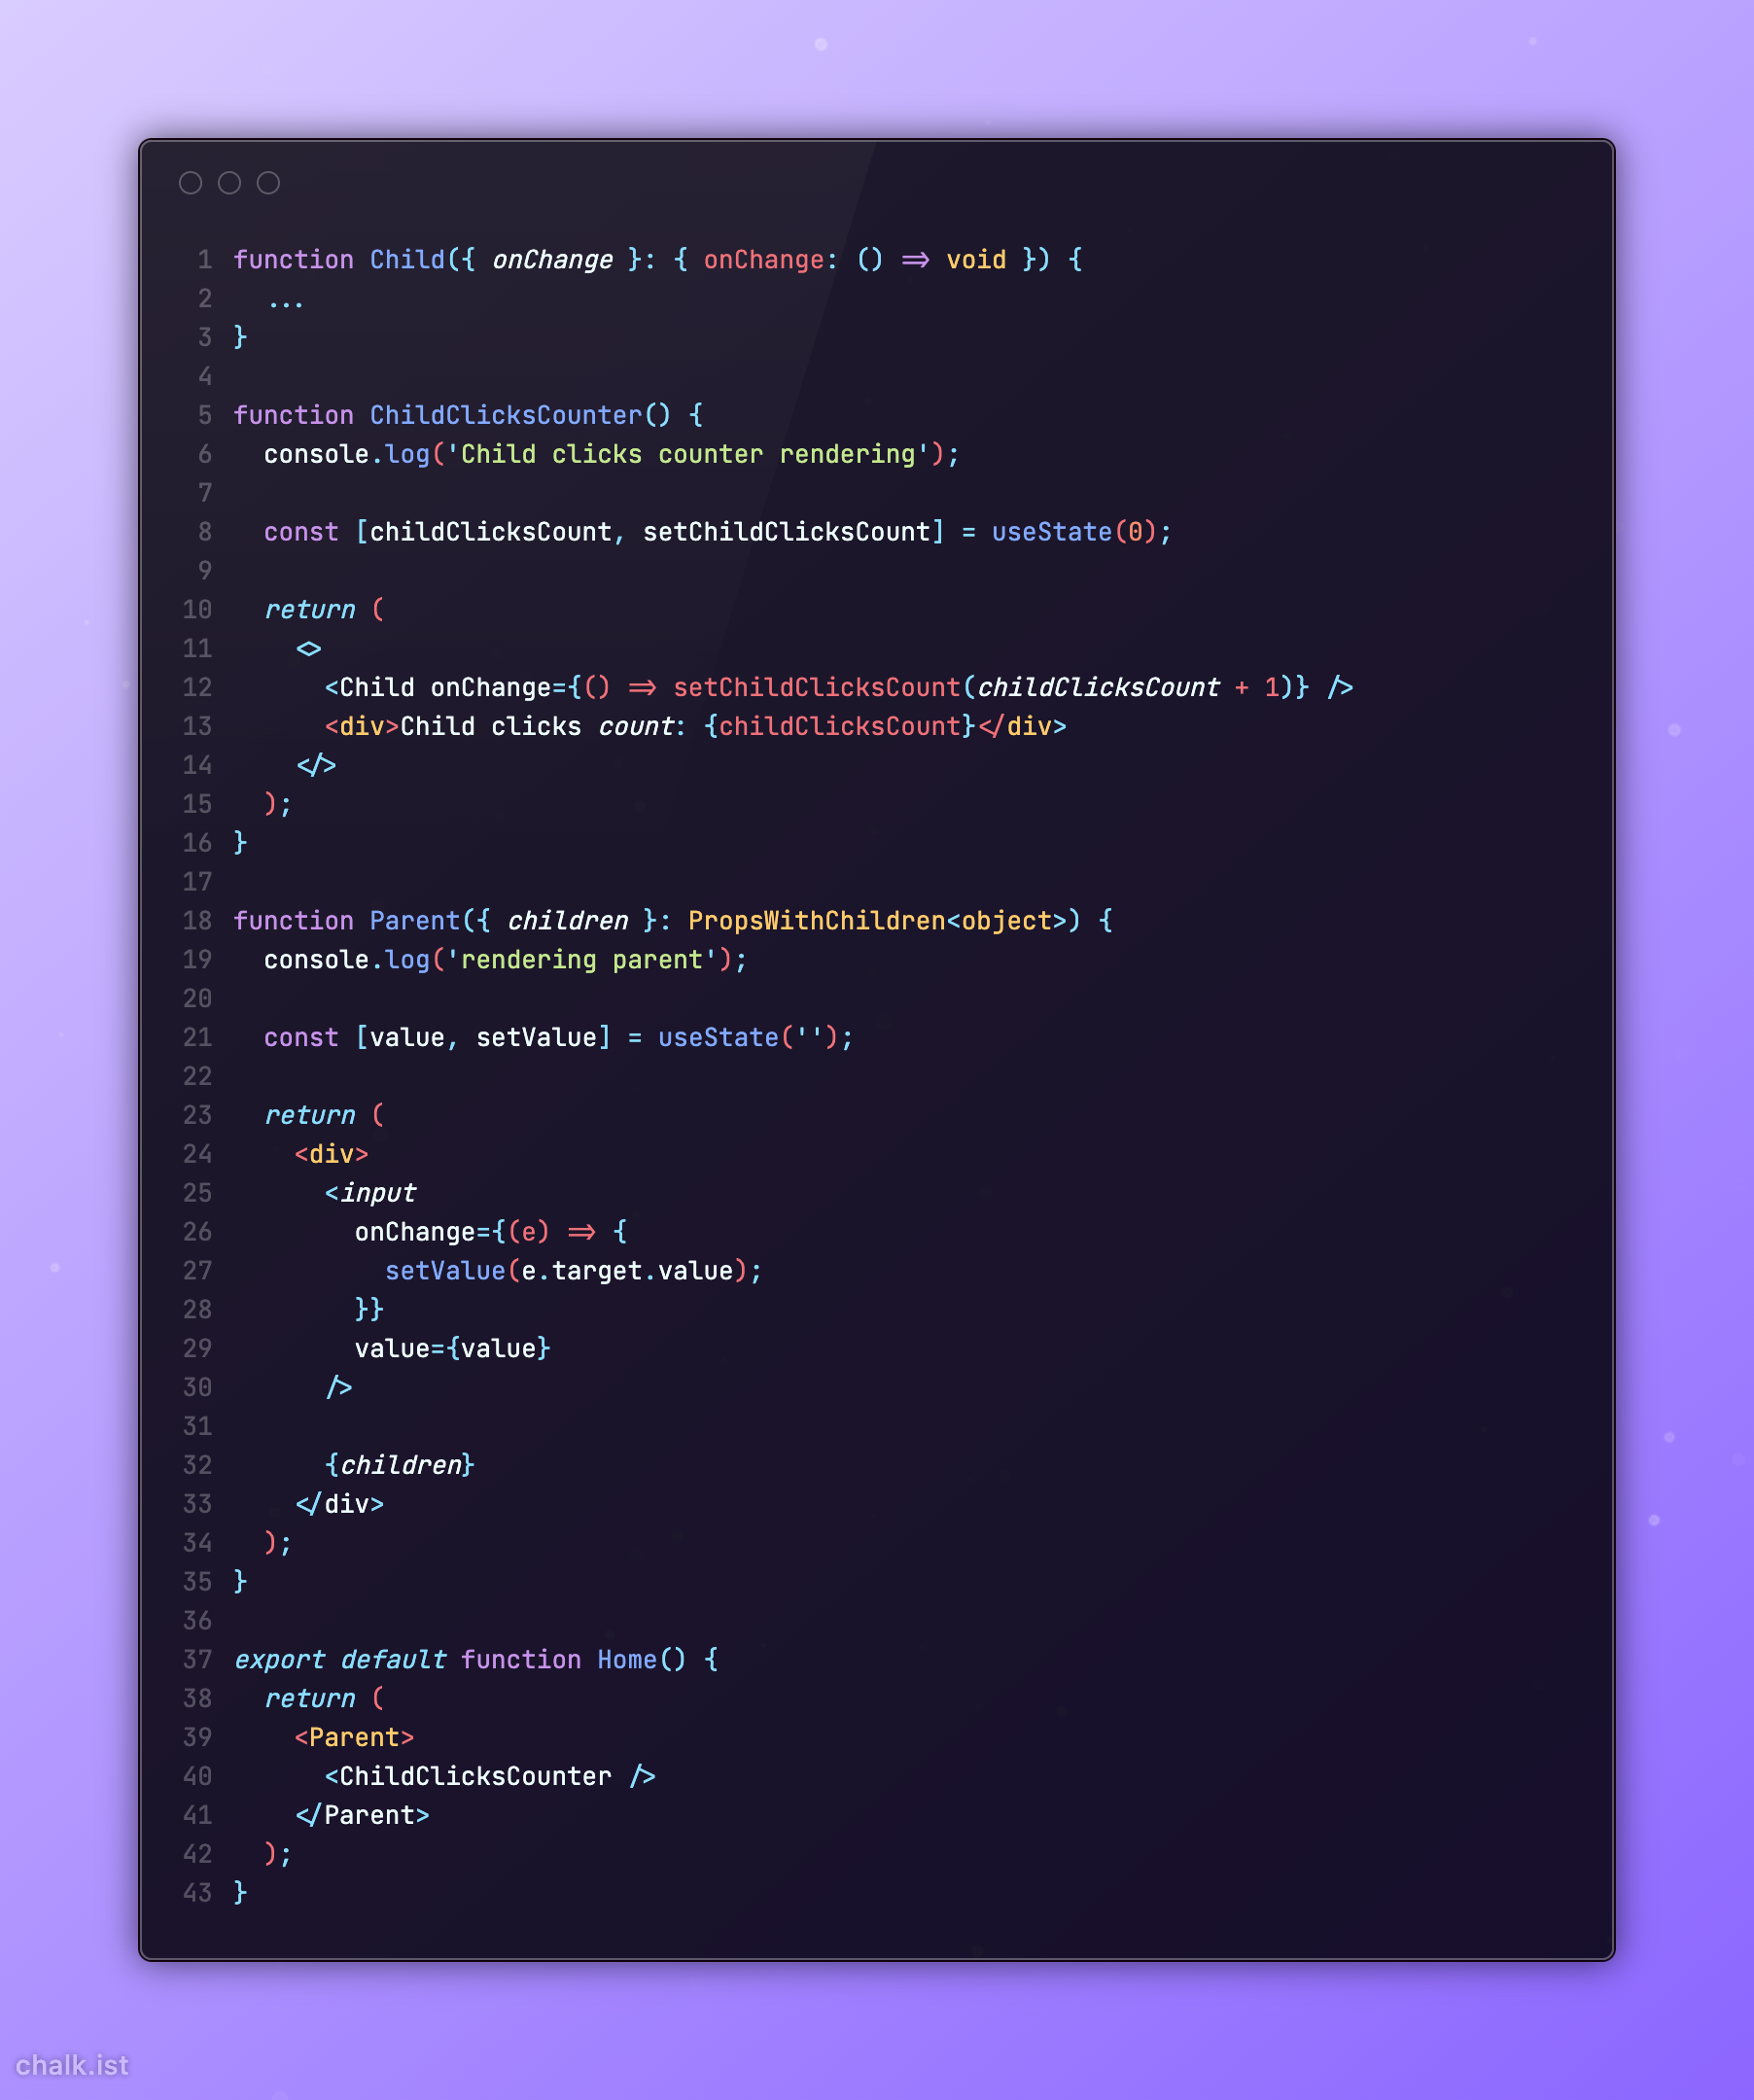 1 function Child({ onChange }: { onChange: () => void }) {
2   ...
3 }
4
5 function ChildClicksCounter() {
6   console.log('Child clicks counter rendering');
7
8   const [childClicksCount, setChildClicksCount] = useState(0);
9
10   return (
11     <>
12       <Child onChange={() => setChildClicksCount(childClicksCount + 1)} />
13       <div>Child clicks count: {childClicksCount}</div>
14     </>
15   );
16 }
17
18 function Parent({ children }: PropsWithChildren<object>) {
19   console.log('rendering parent');
20
21   const [value, setValue] = useState('');
22
23   return (
24     <div>
25       <input
26         onChange={(e) => {
27           setValue(e.target.value);
28         }}
29         value={value}
30       />
31
32       {children}
33     </div>
34   );
35 }
36
37 export default function Home() {
38   return (
39     <Parent>
40       <ChildClicksCounter />
41     </Parent>
42   );
43 }
chalk.ist